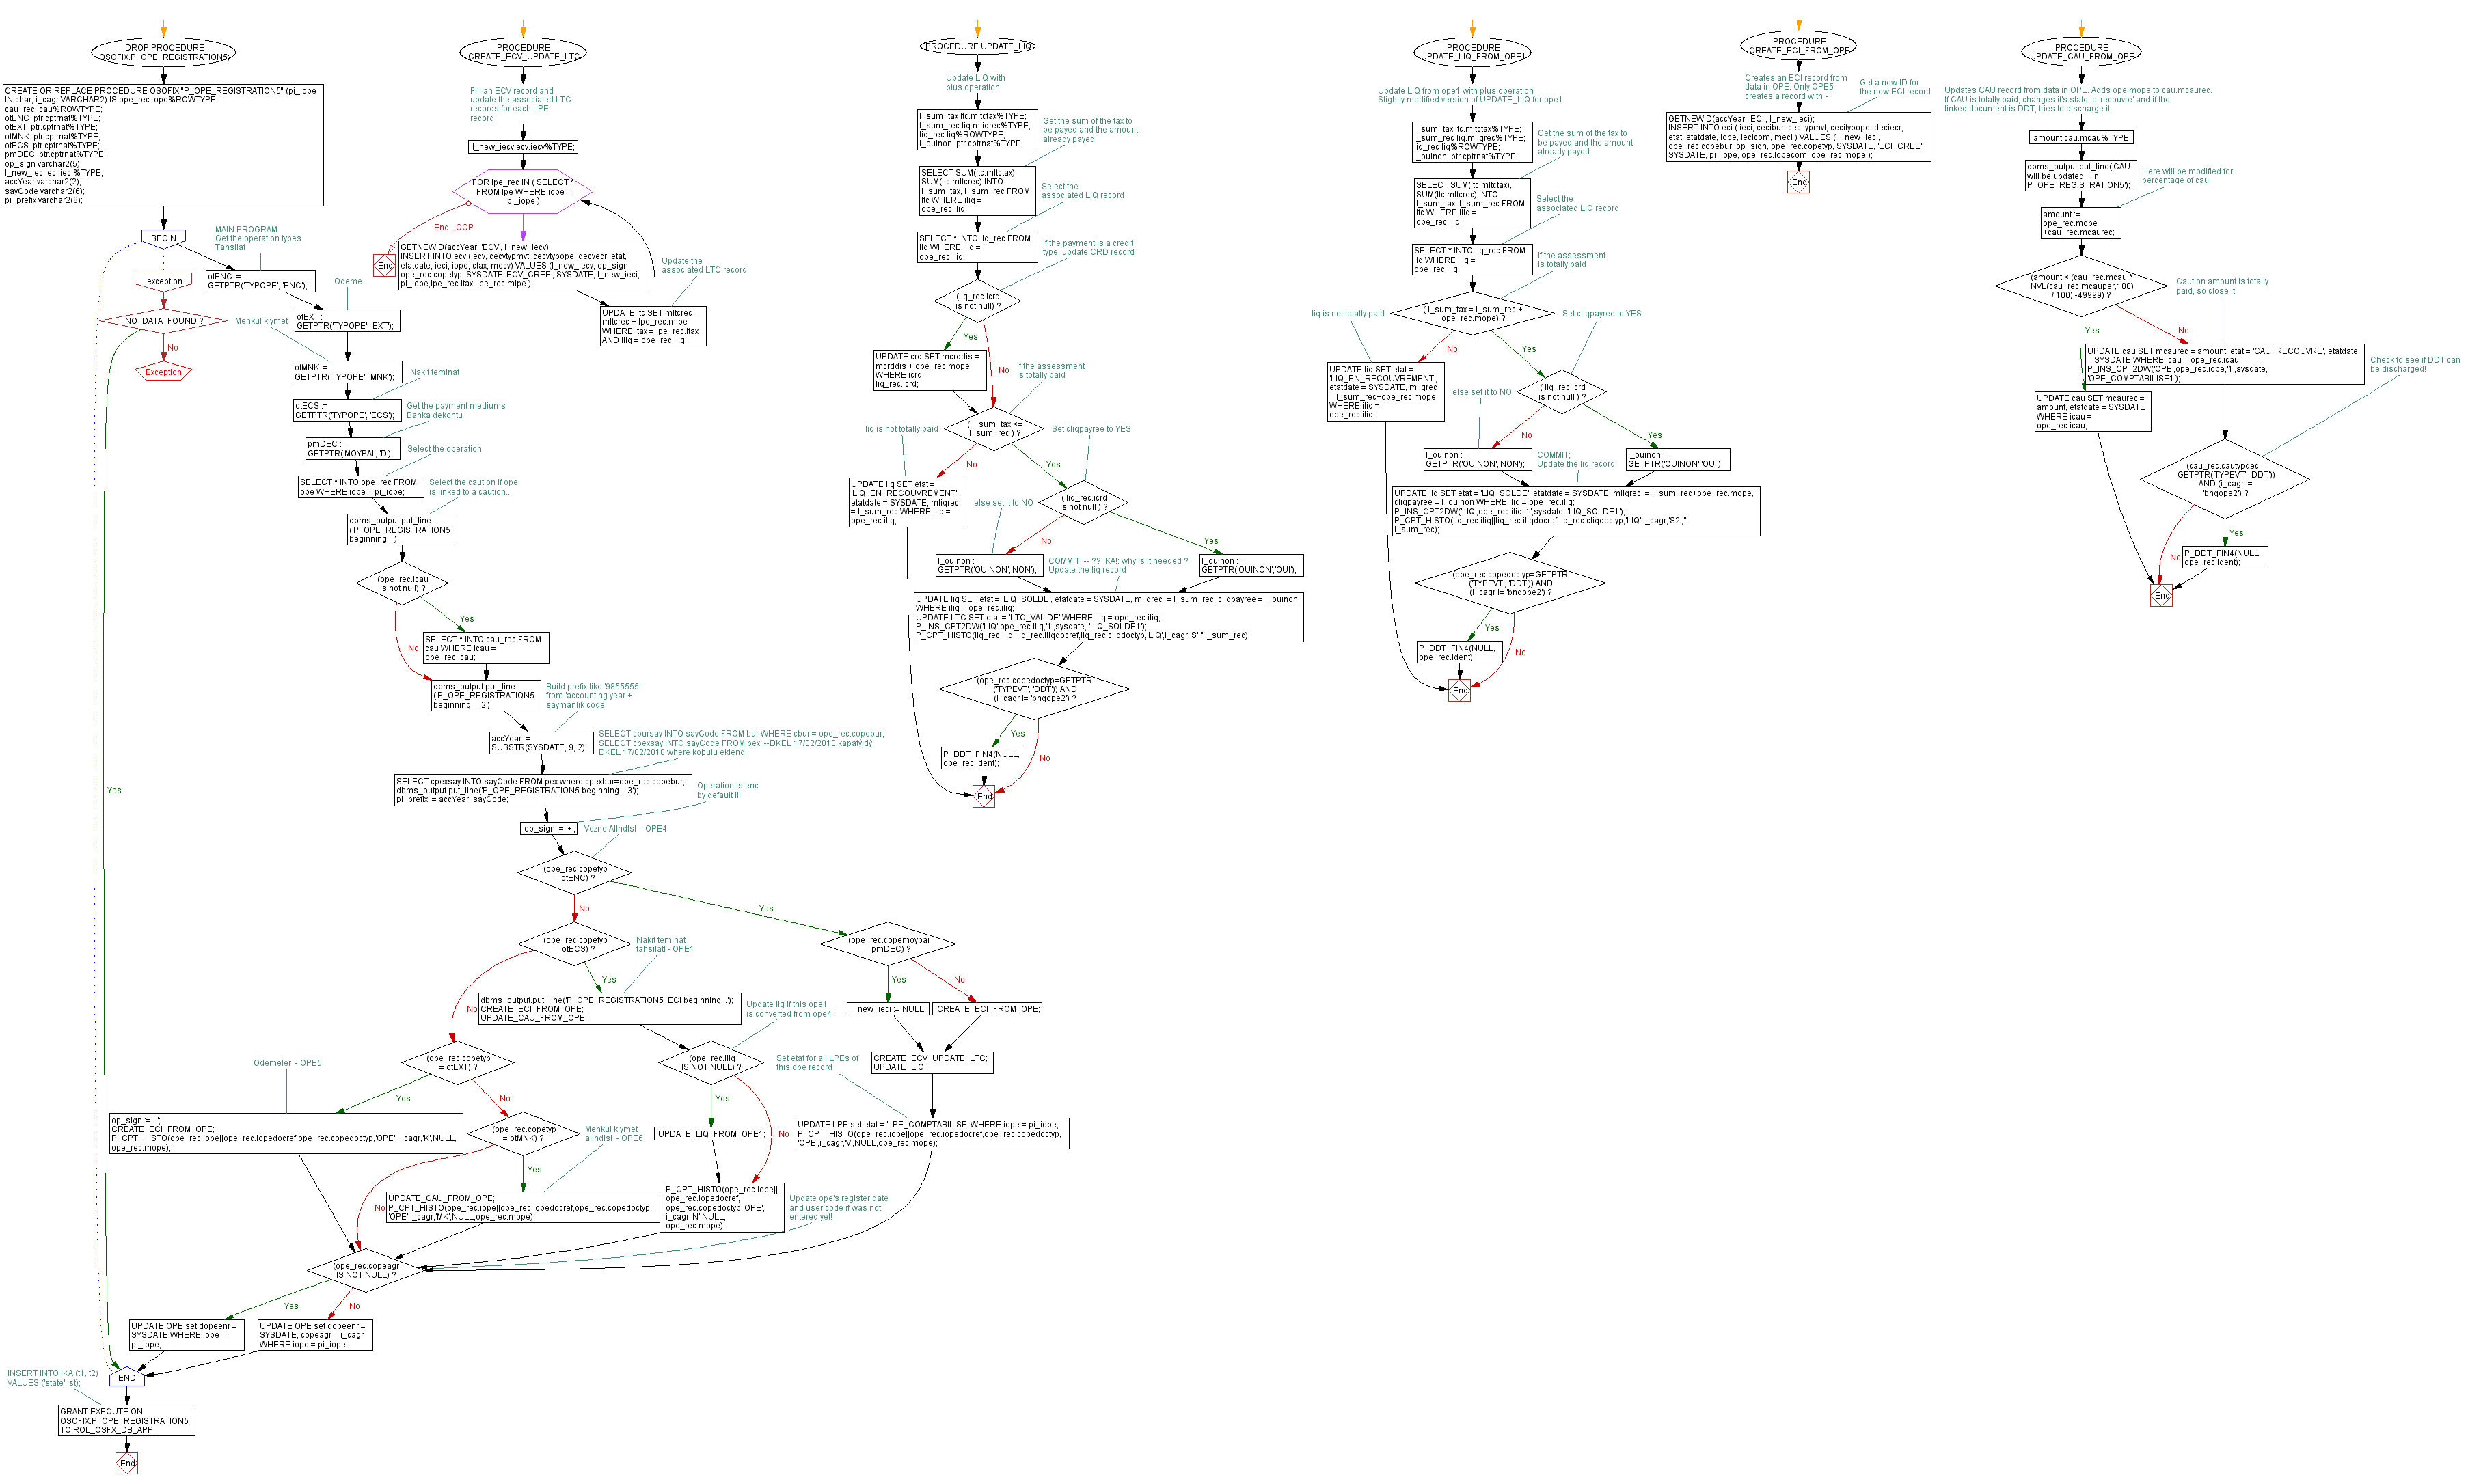 DROP PROCEDURE
OSOFIX.P_OPE_REGISTRATION5;
CREATE OR REPLACE PROCEDURE OSOFIX."P_OPE_REGISTRATION5" (pi_iope
IN char, i_cagr VARCHAR2) IS ope_rec  ope%ROWTYPE;
cau_rec  cau%ROWTYPE;
otENC  ptr.cptrnat%TYPE;
otEXT  ptr.cptrnat%TYPE;
otMNK  ptr.cptrnat%TYPE;
otECS  ptr.cptrnat%TYPE;
pmDEC  ptr.cptrnat%TYPE;
op_sign varchar2(5);
l_new_ieci eci.ieci%TYPE;
accYear varchar2(2);
sayCode varchar2(6);
pi_prefix varchar2(8);
BEGIN
MAIN PROGRAM
Get the operation types
Tahsilat
exception
otENC :=
GETPTR('TYPOPE', 'ENC');
Odeme
NO_DATA_FOUND ?
Menkul klymet
otEXT :=
GETPTR('TYPOPE', 'EXT');
No
Exception
otMNK :=
GETPTR('TYPOPE', 'MNK');
Nakit teminat
otECS :=
GETPTR('TYPOPE', 'ECS');
Get the payment mediums
Banka dekontu
pmDEC :=
GETPTR('MOYPAI', 'D');
Select the operation
SELECT * INTO ope_rec FROM
ope WHERE iope = pi_iope;
Select the caution if ope
is linked to a caution...
dbms_output.put_line
('P_OPE_REGISTRATION5
beginning...');
(ope_rec.icau
is not null) ?
Yes
No
SELECT * INTO cau_rec FROM
cau WHERE icau =
ope_rec.icau;
dbms_output.put_line
('P_OPE_REGISTRATION5
beginning...  2');
Build prefix like '9855555'
from 'accounting year +
saymanlik code'
accYear :=
SUBSTR(SYSDATE, 9, 2);
SELECT cbursay INTO sayCode FROM bur WHERE cbur = ope_rec.copebur;
SELECT cpexsay INTO sayCode FROM pex ;--DKEL 17/02/2010 kapatýldý
DKEL 17/02/2010 where koþulu eklendi.
SELECT cpexsay INTO sayCode FROM pex where cpexbur=ope_rec.copebur;
dbms_output.put_line('P_OPE_REGISTRATION5 beginning... 3');
pi_prefix := accYear||sayCode;
Operation is enc
by default !!!
Yes
op_sign := '+';
Vezne Allndlsl  - OPE4
(ope_rec.copetyp
= otENC) ?
No
Yes
(ope_rec.copetyp
= otECS) ?
Nakit teminat
tahsilatl - OPE1
(ope_rec.copemoypai
= pmDEC) ?
Yes
Yes
No
No
dbms_output.put_line('P_OPE_REGISTRATION5  ECI beginning...');
CREATE_ECI_FROM_OPE;
UPDATE_CAU_FROM_OPE;
Update liq if this ope1
is converted from ope4 !
l_new_ieci := NULL;
CREATE_ECI_FROM_OPE;
Odemeler  - OPE5
(ope_rec.copetyp
= otEXT) ?
(ope_rec.iliq
IS NOT NULL) ?
Set etat for all LPEs of
this ope record
CREATE_ECV_UPDATE_LTC;
UPDATE_LIQ;
Yes
No
Yes
No
op_sign := '-';
CREATE_ECI_FROM_OPE;
P_CPT_HISTO(ope_rec.iope||ope_rec.iopedocref,ope_rec.copedoctyp,'OPE',i_cagr,'K',NULL,
ope_rec.mope);
(ope_rec.copetyp
= otMNK) ?
Menkul kiymet
alindisi  - OPE6
UPDATE_LIQ_FROM_OPE1;
UPDATE LPE set etat = 'LPE_COMPTABILISE' WHERE iope = pi_iope;
P_CPT_HISTO(ope_rec.iope||ope_rec.iopedocref,ope_rec.copedoctyp,
'OPE',i_cagr,'V',NULL,ope_rec.mope);
Yes
No
UPDATE_CAU_FROM_OPE;
P_CPT_HISTO(ope_rec.iope||ope_rec.iopedocref,ope_rec.copedoctyp,
'OPE',i_cagr,'MK',NULL,ope_rec.mope);
P_CPT_HISTO(ope_rec.iope||
ope_rec.iopedocref,
ope_rec.copedoctyp,'OPE',
i_cagr,'N',NULL,
ope_rec.mope);
Update ope's register date
and user code if was not
entered yet!
(ope_rec.copeagr
IS NOT NULL) ?
Yes
No
UPDATE OPE set dopeenr =
SYSDATE WHERE iope =
pi_iope;
UPDATE OPE set dopeenr =
SYSDATE, copeagr = i_cagr
WHERE iope = pi_iope;
INSERT INTO IKA (t1, t2)
VALUES ('state', st);
END
GRANT EXECUTE ON
OSOFIX.P_OPE_REGISTRATION5
TO ROL_OSFX_DB_APP;
End
PROCEDURE
CREATE_ECV_UPDATE_LTC
Fill an ECV record and
update the associated LTC
records for each LPE
record
l_new_iecv ecv.iecv%TYPE;
FOR lpe_rec IN ( SELECT *
FROM lpe WHERE iope =
pi_iope )
End LOOP
End
GETNEWID(accYear, 'ECV', l_new_iecv);
INSERT INTO ecv (iecv, cecvtypmvt, cecvtypope, decvecr, etat,
etatdate, ieci, iope, ctax, mecv) VALUES (l_new_iecv, op_sign,
ope_rec.copetyp, SYSDATE,'ECV_CREE', SYSDATE, l_new_ieci,
pi_iope,lpe_rec.itax, lpe_rec.mlpe );
Update the
associated LTC record
UPDATE ltc SET mltcrec =
mltcrec + lpe_rec.mlpe
WHERE itax = lpe_rec.itax
AND iliq = ope_rec.iliq;
PROCEDURE UPDATE_LIQ
Update LIQ with
plus operation
l_sum_tax ltc.mltctax%TYPE;
l_sum_rec liq.mliqrec%TYPE;
liq_rec liq%ROWTYPE;
l_ouinon  ptr.cptrnat%TYPE;
Get the sum of the tax to
be payed and the amount
already payed
SELECT SUM(ltc.mltctax),
SUM(ltc.mltcrec) INTO
l_sum_tax, l_sum_rec FROM
ltc WHERE iliq =
ope_rec.iliq;
Select the
associated LIQ record
SELECT * INTO liq_rec FROM
liq WHERE iliq =
ope_rec.iliq;
If the payment is a credit
type, update CRD record
(liq_rec.icrd
is not null) ?
Yes
No
UPDATE crd SET mcrddis =
mcrddis + ope_rec.mope
WHERE icrd =
liq_rec.icrd;
If the assessment
is totally paid
liq is not totally paid
( l_sum_tax <=
l_sum_rec ) ?
Set cliqpayree to YES
No
Yes
UPDATE liq SET etat =
'LIQ_EN_RECOUVREMENT',
etatdate = SYSDATE, mliqrec
= l_sum_rec WHERE iliq =
ope_rec.iliq;
else set it to NO
( liq_rec.icrd
is not null ) ?
No
Yes
l_ouinon :=
GETPTR('OUINON','NON');
COMMIT; -- ?? IKA!: why is it needed ?
Update the liq record
l_ouinon :=
GETPTR('OUINON','OUI');
UPDATE liq SET etat = 'LIQ_SOLDE', etatdate = SYSDATE, mliqrec  = l_sum_rec, cliqpayree = l_ouinon
WHERE iliq = ope_rec.iliq;
UPDATE LTC SET etat = 'LTC_VALIDE' WHERE iliq = ope_rec.iliq;
P_INS_CPT2DW('LIQ',ope_rec.iliq,'1',sysdate, 'LIQ_SOLDE1');
P_CPT_HISTO(liq_rec.iliq||liq_rec.iliqdocref,liq_rec.cliqdoctyp,'LIQ',i_cagr,'S','',l_sum_rec);
(ope_rec.copedoctyp=GETPTR
('TYPEVT', 'DDT')) AND
(i_cagr != 'bnqope2') ?
Yes
No
P_DDT_FIN4(NULL,
ope_rec.ident);
End
PROCEDURE
UPDATE_LIQ_FROM_OPE1
Update LIQ from ope1 with plus operation
Slightly modified version of UPDATE_LIQ for ope1
l_sum_tax ltc.mltctax%TYPE;
l_sum_rec liq.mliqrec%TYPE;
liq_rec liq%ROWTYPE;
l_ouinon  ptr.cptrnat%TYPE;
Get the sum of the tax to
be payed and the amount
already payed
SELECT SUM(ltc.mltctax),
SUM(ltc.mltcrec) INTO
l_sum_tax, l_sum_rec FROM
ltc WHERE iliq =
ope_rec.iliq;
Select the
associated LIQ record
SELECT * INTO liq_rec FROM
liq WHERE iliq =
ope_rec.iliq;
If the assessment
is totally paid
liq is not totally paid
( l_sum_tax = l_sum_rec +
ope_rec.mope) ?
Set cliqpayree to YES
No
Yes
UPDATE liq SET etat =
'LIQ_EN_RECOUVREMENT',
etatdate = SYSDATE, mliqrec
= l_sum_rec+ope_rec.mope
WHERE iliq =
ope_rec.iliq;
else set it to NO
( liq_rec.icrd
is not null ) ?
No
Yes
l_ouinon :=
GETPTR('OUINON','NON');
COMMIT;
Update the liq record
l_ouinon :=
GETPTR('OUINON','OUI');
UPDATE liq SET etat = 'LIQ_SOLDE', etatdate = SYSDATE, mliqrec  = l_sum_rec+ope_rec.mope,
cliqpayree = l_ouinon WHERE iliq = ope_rec.iliq;
P_INS_CPT2DW('LIQ',ope_rec.iliq,'1',sysdate, 'LIQ_SOLDE1');
P_CPT_HISTO(liq_rec.iliq||liq_rec.iliqdocref,liq_rec.cliqdoctyp,'LIQ',i_cagr,'S2','',
l_sum_rec);
(ope_rec.copedoctyp=GETPTR
('TYPEVT', 'DDT')) AND
(i_cagr != 'bnqope2') ?
Yes
No
P_DDT_FIN4(NULL,
ope_rec.ident);
End
PROCEDURE
CREATE_ECI_FROM_OPE
Creates an ECI record from
data in OPE. Only OPE5
creates a record with '-'
Get a new ID for
the new ECI record
GETNEWID(accYear, 'ECI', l_new_ieci);
INSERT INTO eci ( ieci, cecibur, cecitypmvt, cecitypope, deciecr,
etat, etatdate, iope, lecicom, meci ) VALUES ( l_new_ieci,
ope_rec.copebur, op_sign, ope_rec.copetyp, SYSDATE, 'ECI_CREE',
SYSDATE, pi_iope, ope_rec.lopecom, ope_rec.mope );
End
PROCEDURE
UPDATE_CAU_FROM_OPE
Updates CAU record from data in OPE. Adds ope.mope to cau.mcaurec.
If CAU is totally paid, changes it's state to 'recouvre' and if the
linked document is DDT, tries to discharge it.
amount cau.mcau%TYPE;
dbms_output.put_line('CAU
will be updated... in
P_OPE_REGISTRATION5');
Here will be modified for
percentage of cau
amount :=
ope_rec.mope
+cau_rec.mcaurec;
(amount < (cau_rec.mcau *
NVL(cau_rec.mcauper,100)
/ 100) -49999) ?
Caution amount is totally
paid, so close it
Yes
No
UPDATE cau SET mcaurec = amount, etat = 'CAU_RECOUVRE', etatdate
= SYSDATE WHERE icau = ope_rec.icau;
P_INS_CPT2DW('OPE',ope_rec.iope,'1',sysdate,
'OPE_COMPTABILISE1');
Check to see if DDT can
be discharged!
UPDATE cau SET mcaurec =
amount, etatdate = SYSDATE
WHERE icau =
ope_rec.icau;
(cau_rec.cautypdec =
GETPTR('TYPEVT', 'DDT'))
AND (i_cagr !=
'bnqope2') ?
Yes
No
P_DDT_FIN4(NULL,
ope_rec.ident);
End